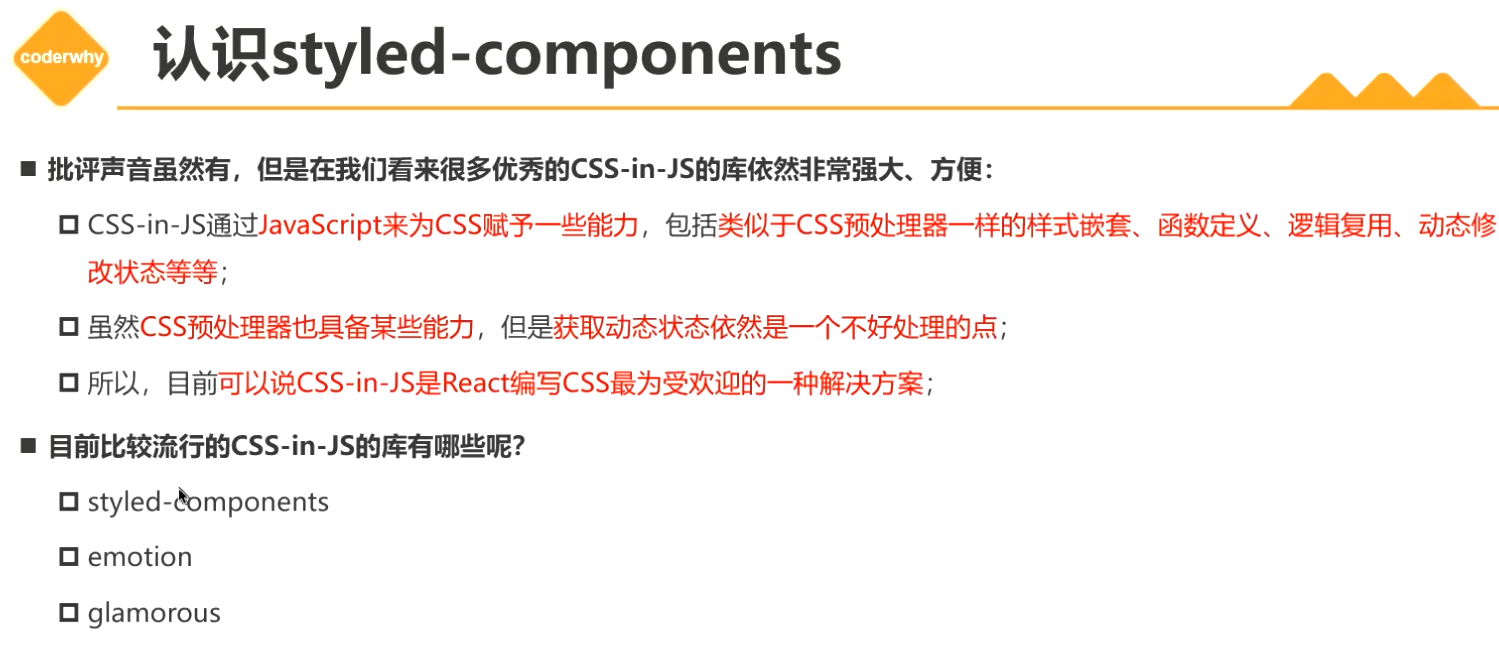 coderwhy
认识styled-components
批评声音虽然有，但是在我们看来很多优秀的CSS-in-JS的库依然非常强大、方便：
CSS-in-JS通过JavaScript来为CSS赋予一些能力，包括类似于CSS预处理器一样的样式嵌套、函数定义、逻辑复用、动态修
改状态等等；
虽然CSS预处理器也具备某些能力，但是获取动态状态依然是一个不好处理的点；
所以，目前可以说CSS-in-JS是React编写CSS最为受欢迎的一种解决方案；
目前比较流行的CSS-in-JS的库有哪些呢？
styled-components
emotion
glamorous